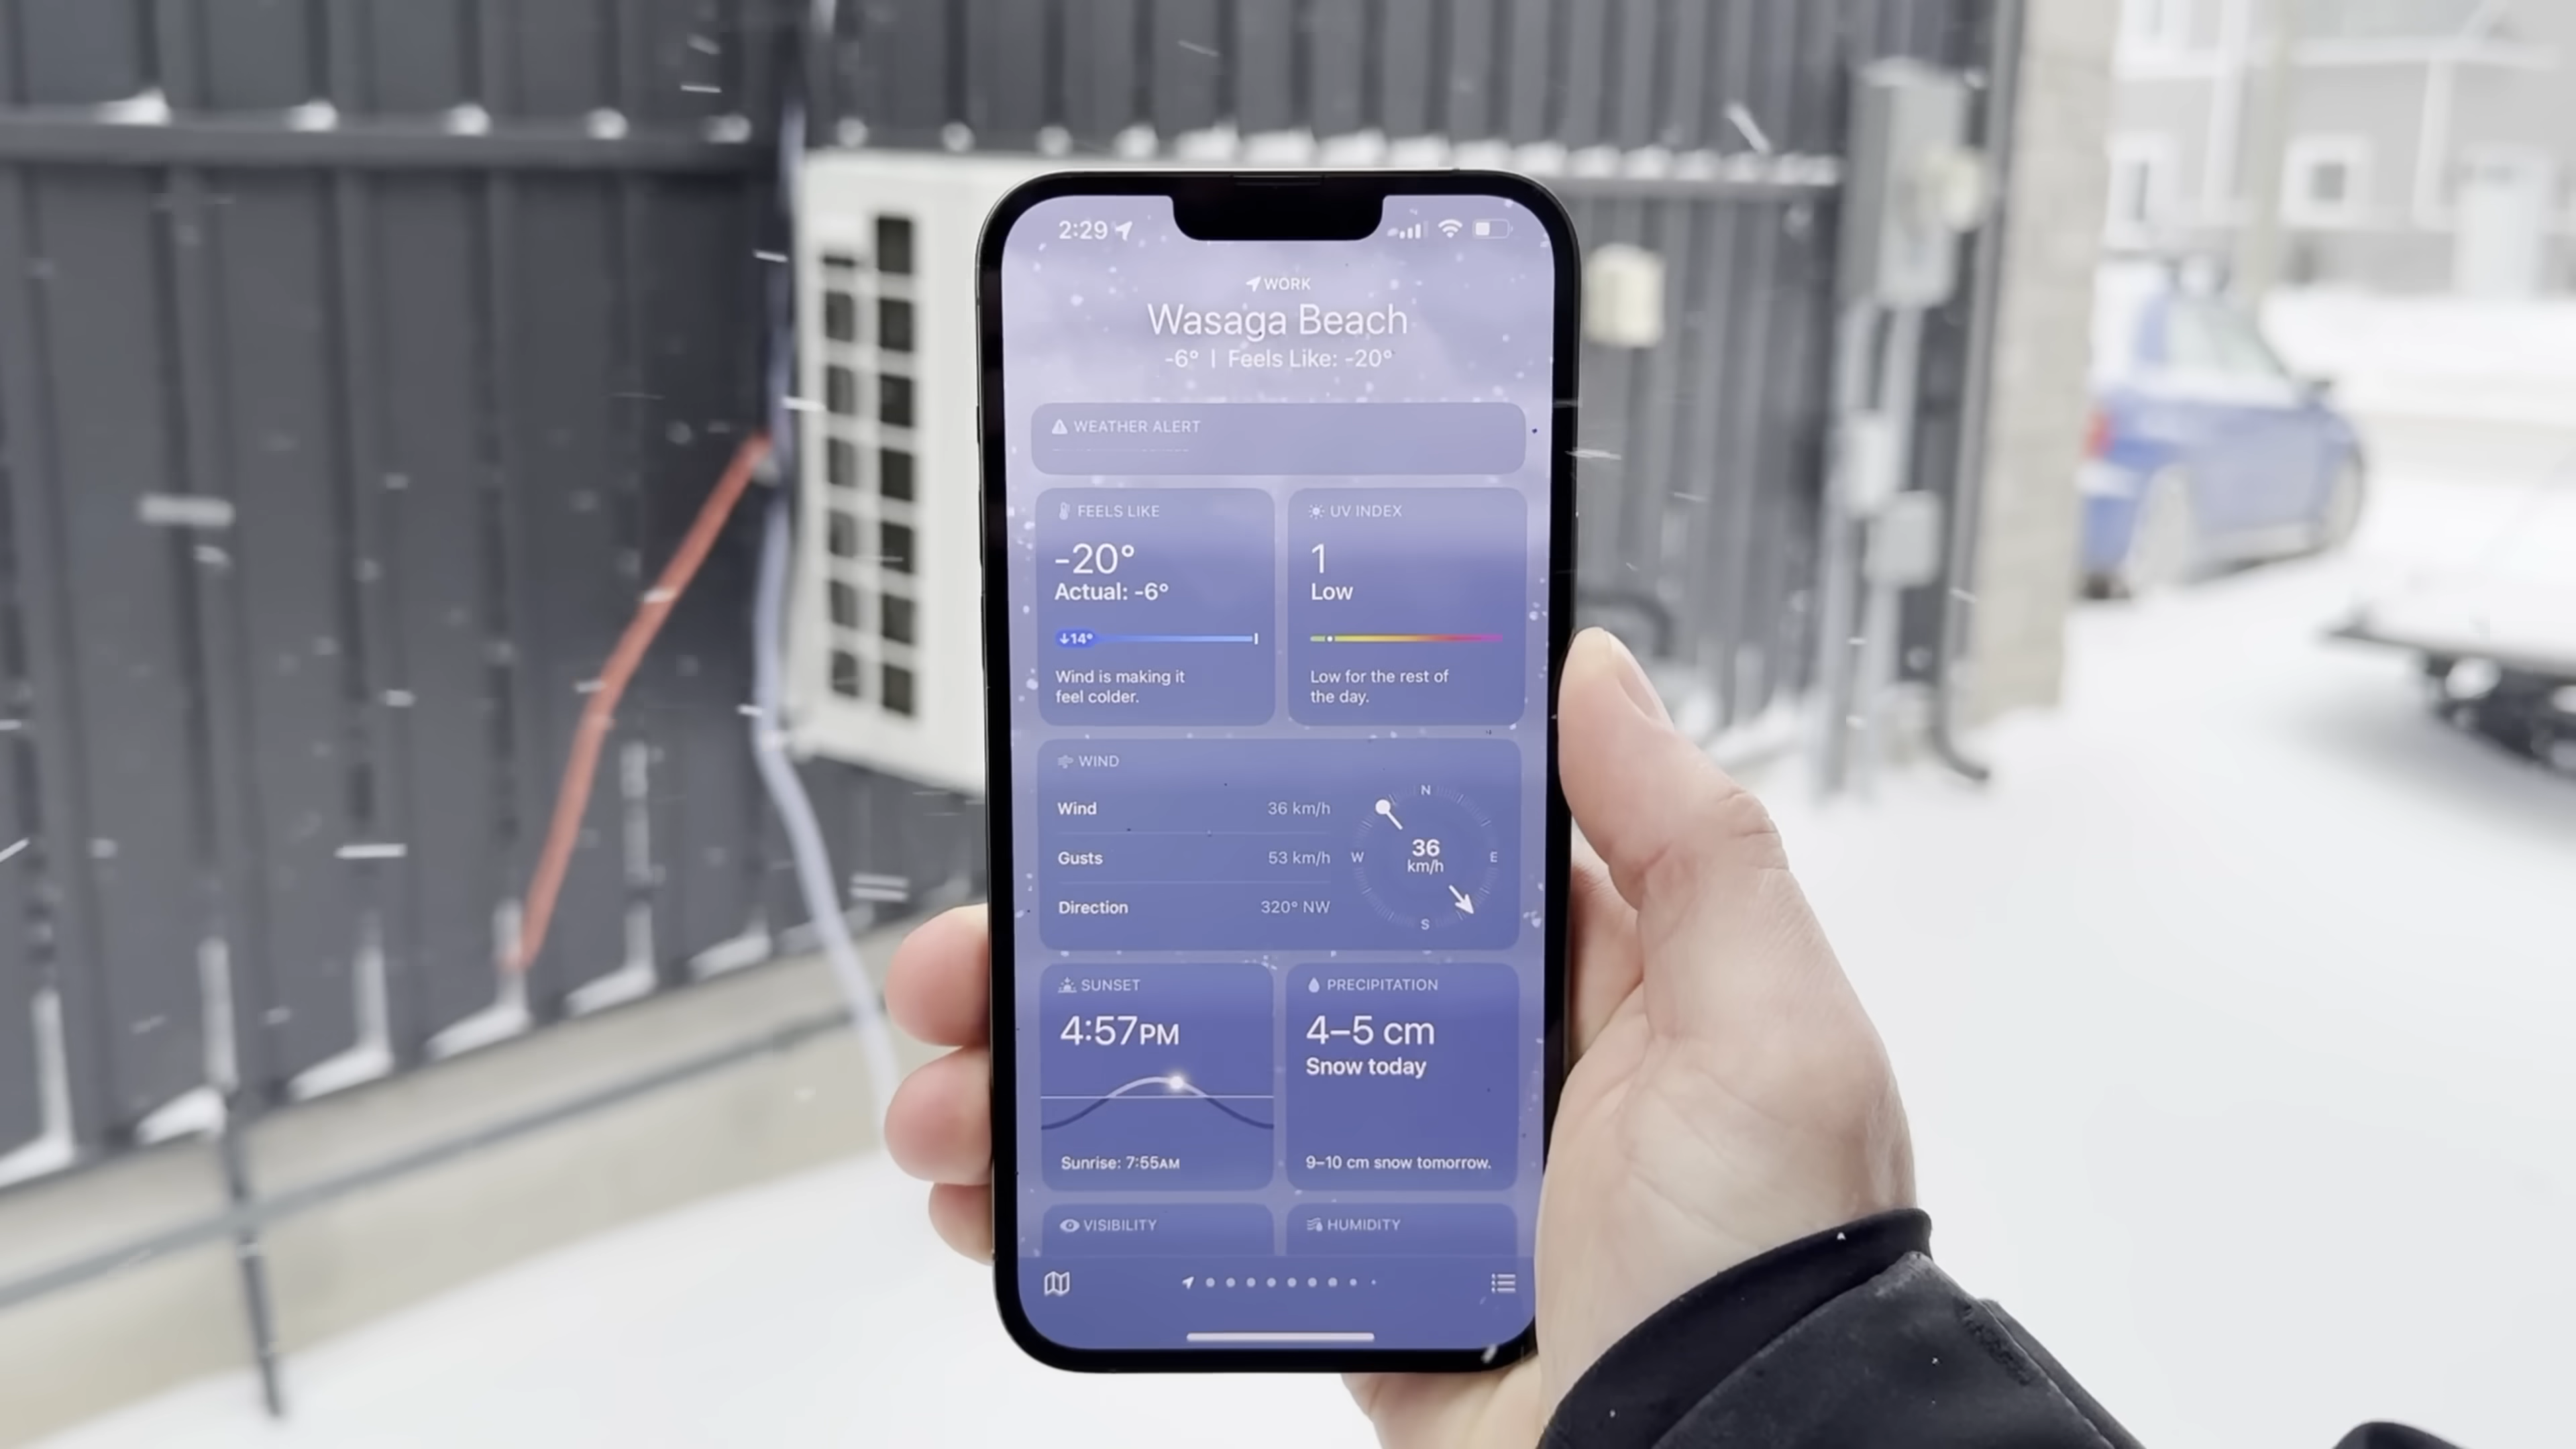 2:29
WORK
Wasaga Beach
-6° | Feels Like: -20°
WEATHER ALERT
FEELS LIKE
-20°
Actual: -6°
↓14°
Wind is making it
feel colder.
UV INDEX
1
Low
Low for the rest of
the day.
WIND
Wind 36 km/h
Gusts 53 km/h
Direction 320° NW
N
W
36
km/h
E
S
SUNSET
4:57PM
Sunrise: 7:55AM
PRECIPITATION
4–5 cm
Snow today
9–10 cm snow tomorrow.
VISIBILITY
HUMIDITY